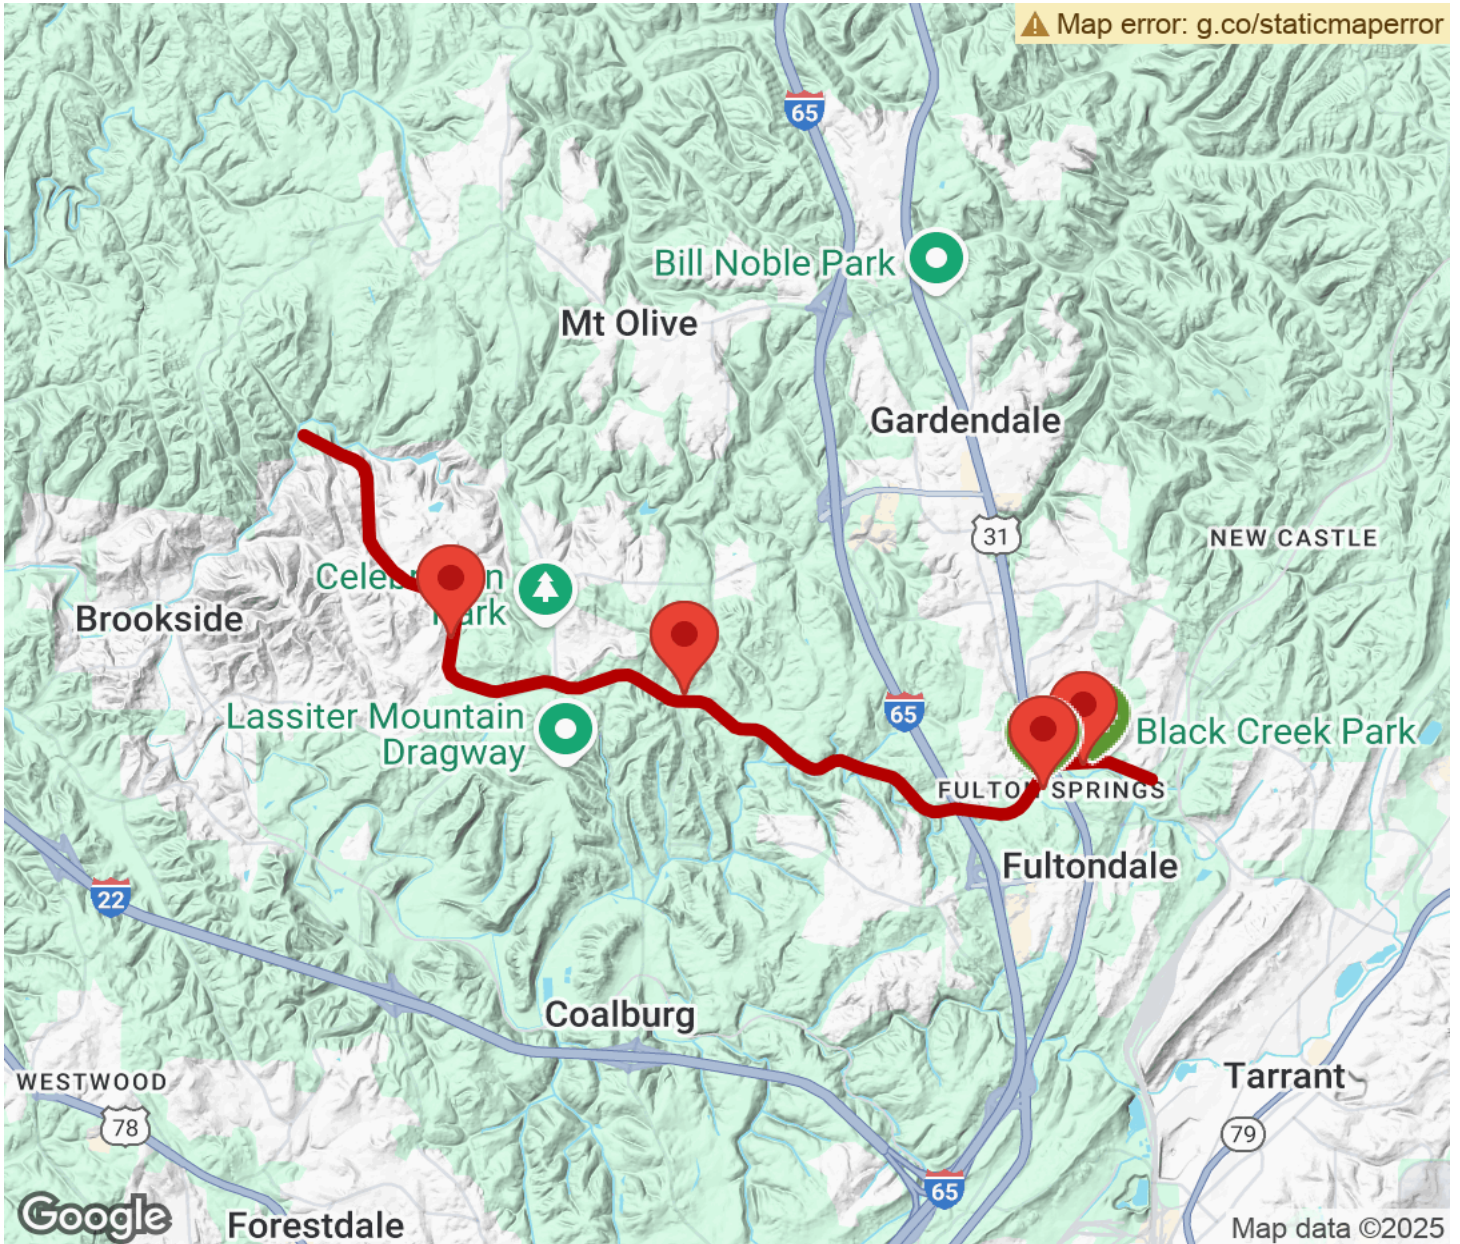 Map error: g.co/staticmaperror
65
Bill Noble Park
Mt Olive
Gardendale
31
NEW CASTLE
Brookside
Lassiter Mountain
Dragway
65
Black Creek Park
SPRINGS
Fultondale
22
Coalburg
WESTWOOD
78
Tarrant
79
65
Google
Forestdale
Map data ©2025